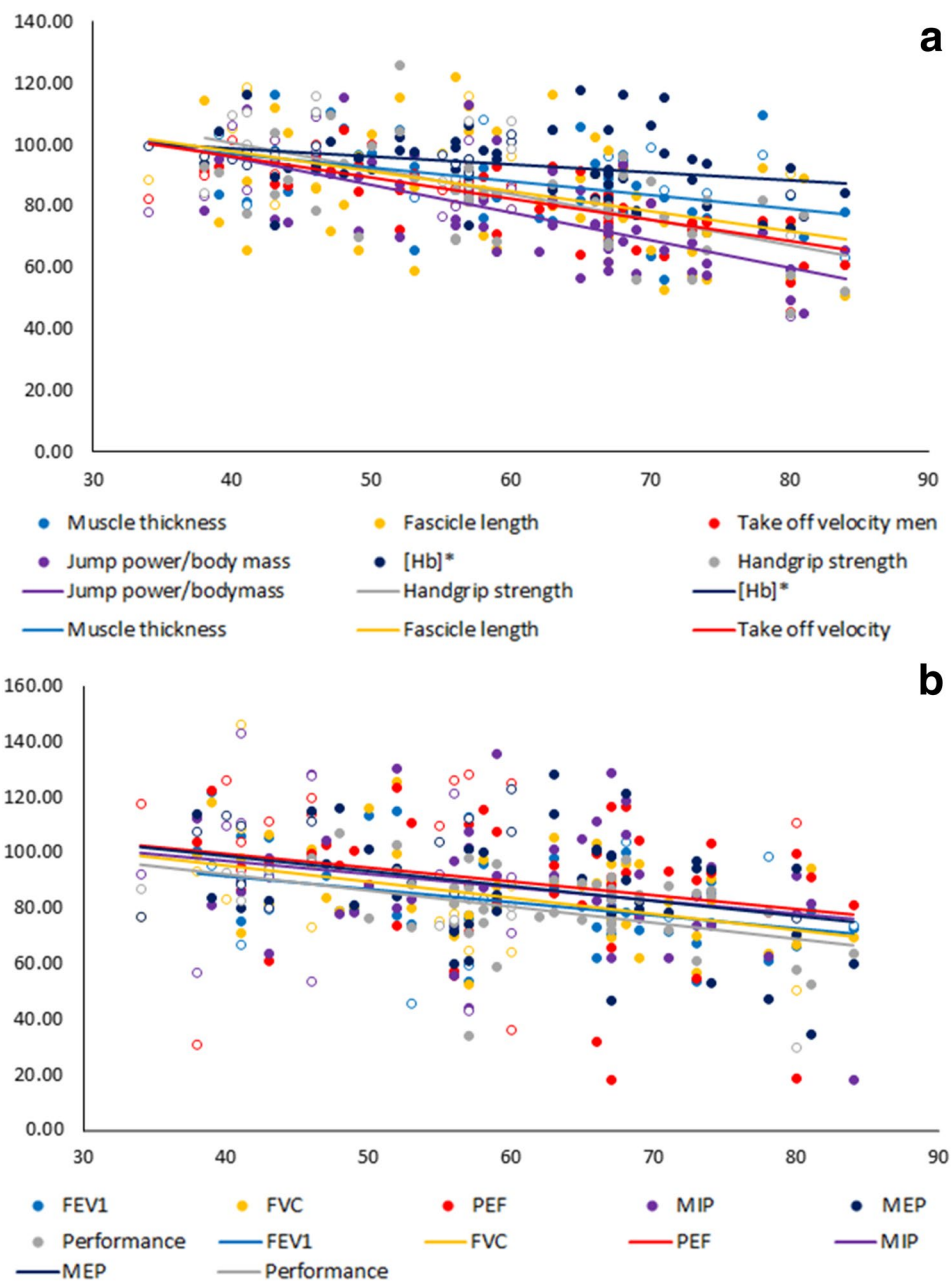 a
140.00
120.00
100.00
80.00
60.00
40.00
20.00
0.00
30 40 50 60 70 80 90
Muscle thickness Fascicle length Take off velocity men
Jump power/body mass [Hb]* Handgrip strength
Jump power/bodymass Handgrip strength [Hb]*
Muscle thickness Fascicle length Take off velocity
b
160.00
140.00
120.00
100.00
80.00
60.00
40.00
20.00
0.00
30 40 50 60 70 80 90
FEV1 FVC PEF MIP MEP
Performance FEV1 FVC PEF MIP
MEP Performance